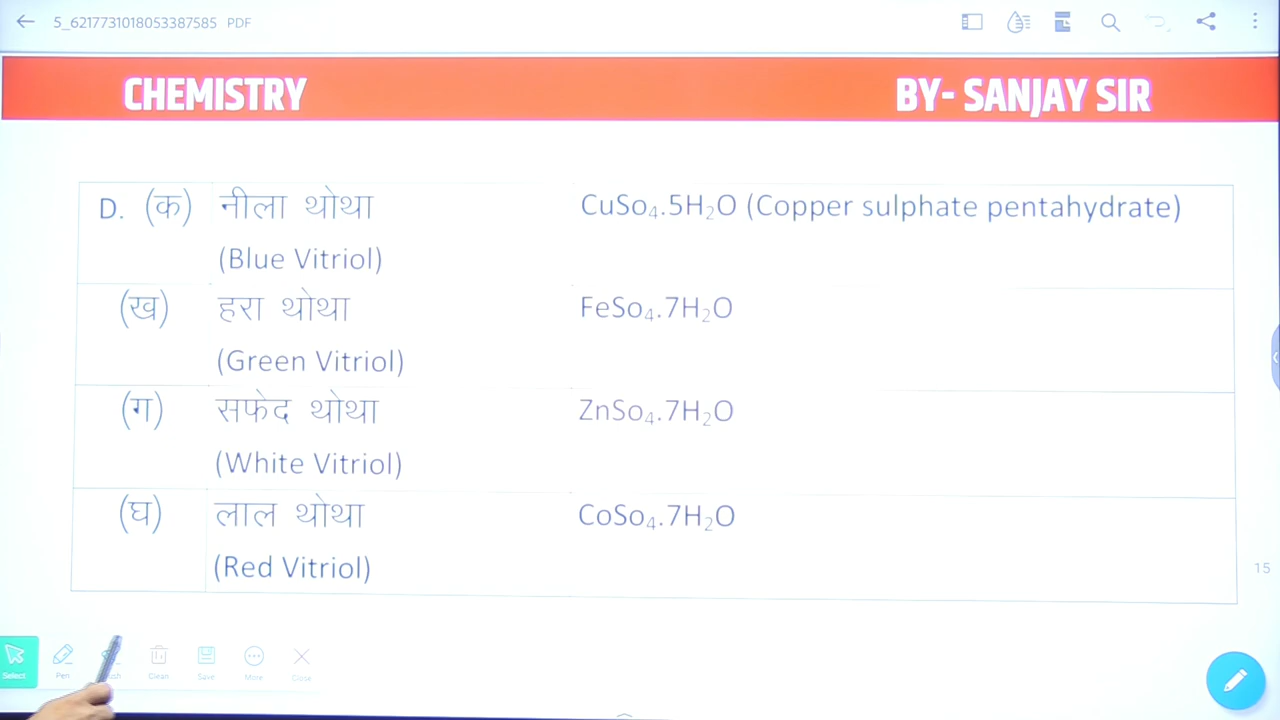 5_6217731018053387585 PDF
CHEMISTRY BY- SANJAY SIR
D. (क) नीला थोथा CuSo₄.5H₂O (Copper sulphate pentahydrate)
(Blue Vitriol)
(ख) हरा थोथा FeSo₄.7H₂O
(Green Vitriol)
(ग) सफेद थोथा ZnSo₄.7H₂O
(White Vitriol)
(घ) लाल थोथा CoSo₄.7H₂O
(Red Vitriol)
15
Select Pen Clean Save More Close